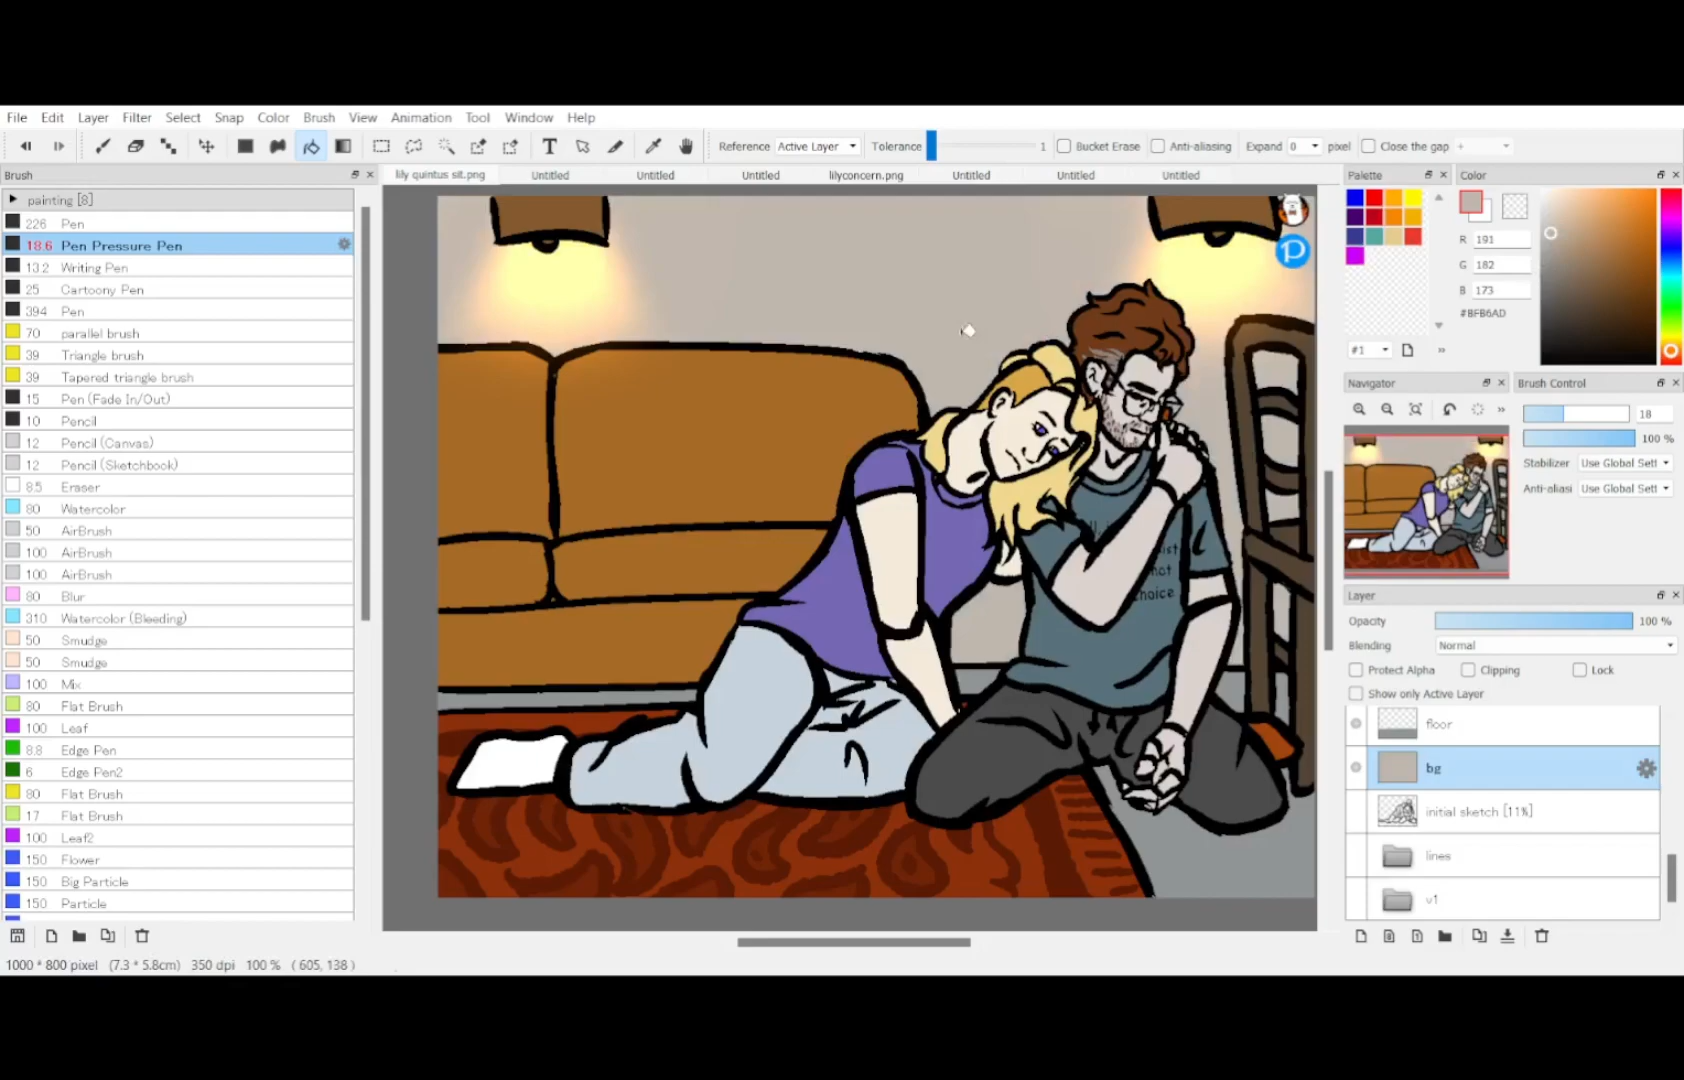 File Edit Layer Filter Select Snap Color Brush View Animation Tool Window Help
Reference Active Layer Tolerance 1 Bucket Erase Anti-aliasing Expand 0 pixel Close the gap +
Brush
lily quintus sit.png Untitled Untitled Untitled lilyconcern.png Untitled Untitled Untitled
Palette
Color
painting [8]
226 Pen
18.6 Pen Pressure Pen
13.2 Writing Pen
25 Cartoony Pen
394 Pen
70 parallel brush
39 Triangle brush
39 Tapered triangle brush
15 Pen (Fade In/Out)
10 Pencil
12 Pencil (Canvas)
12 Pencil (Sketchbook)
8.5 Eraser
80 Watercolor
50 AirBrush
100 AirBrush
100 AirBrush
80 Blur
310 Watercolor (Bleeding)
50 Smudge
50 Smudge
100 Mix
80 Flat Brush
100 Leaf
8.8 Edge Pen
6 Edge Pen2
80 Flat Brush
17 Flat Brush
100 Leaf2
150 Flower
150 Big Particle
150 Particle
1000 * 800 pixel (7.3 * 5.8cm) 350 dpi 100 % ( 605, 138 )
P
hot
choice
R 191
G 182
B 173
#BFB6AD
#1
Navigator
Brush Control
18
100 %
Stabilizer Use Global Sett
Anti-aliasi Use Global Sett
Layer
Opacity 100 %
Blending Normal
Protect Alpha Clipping Lock
Show only Active Layer
floor
bg
initial sketch [11%]
lines
v1